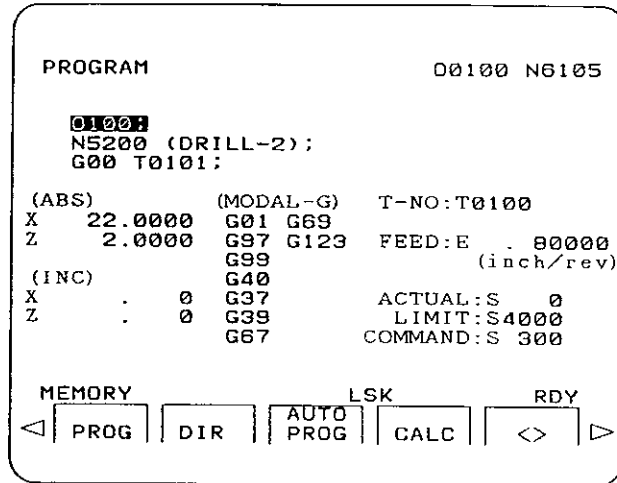 PROGRAM O0100 N6105
O100;
N5200 (DRILL-2);
G00 T0101;
(ABS) (MODAL-G) T-NO:T0100
X 22.0000 G01 G69
Z 2.0000 G97 G123 FEED:E . 80000
G99 (inch/rev)
(INC) G40
X . 0 G37 ACTUAL:S 0
Z . 0 G39 LIMIT:S4000
G67 COMMAND:S 300
MEMORY LSK RDY
◁ PROG DIR AUTO PROG CALC <> ▷